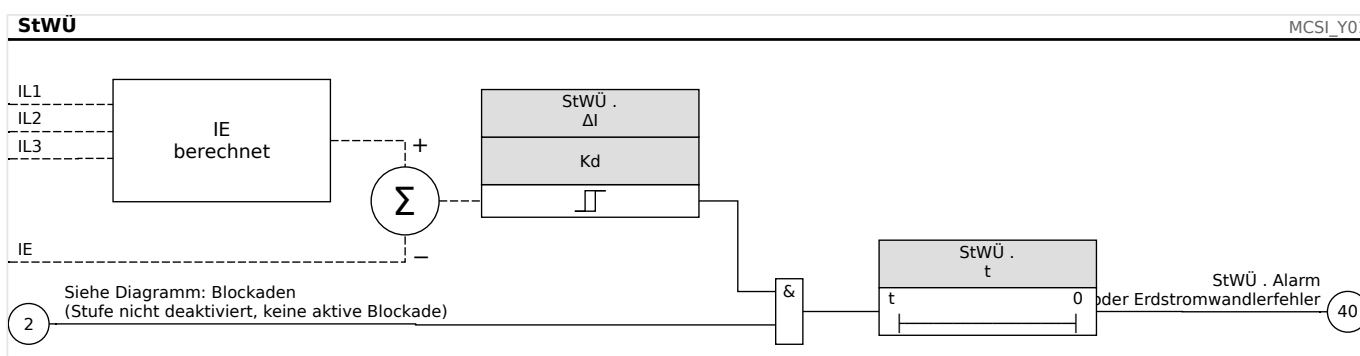 StWÜ
MCSI_Y01
IL1
IL2
IL3
IE
berechnet
+
Σ
−
IE
StWÜ .
ΔI
Kd
Siehe Diagramm: Blockaden
(Stufe nicht deaktiviert, keine aktive Blockade)
2
&
StWÜ .
t
t
0
StWÜ . Alarm
oder Erdstromwandlerfehler
40